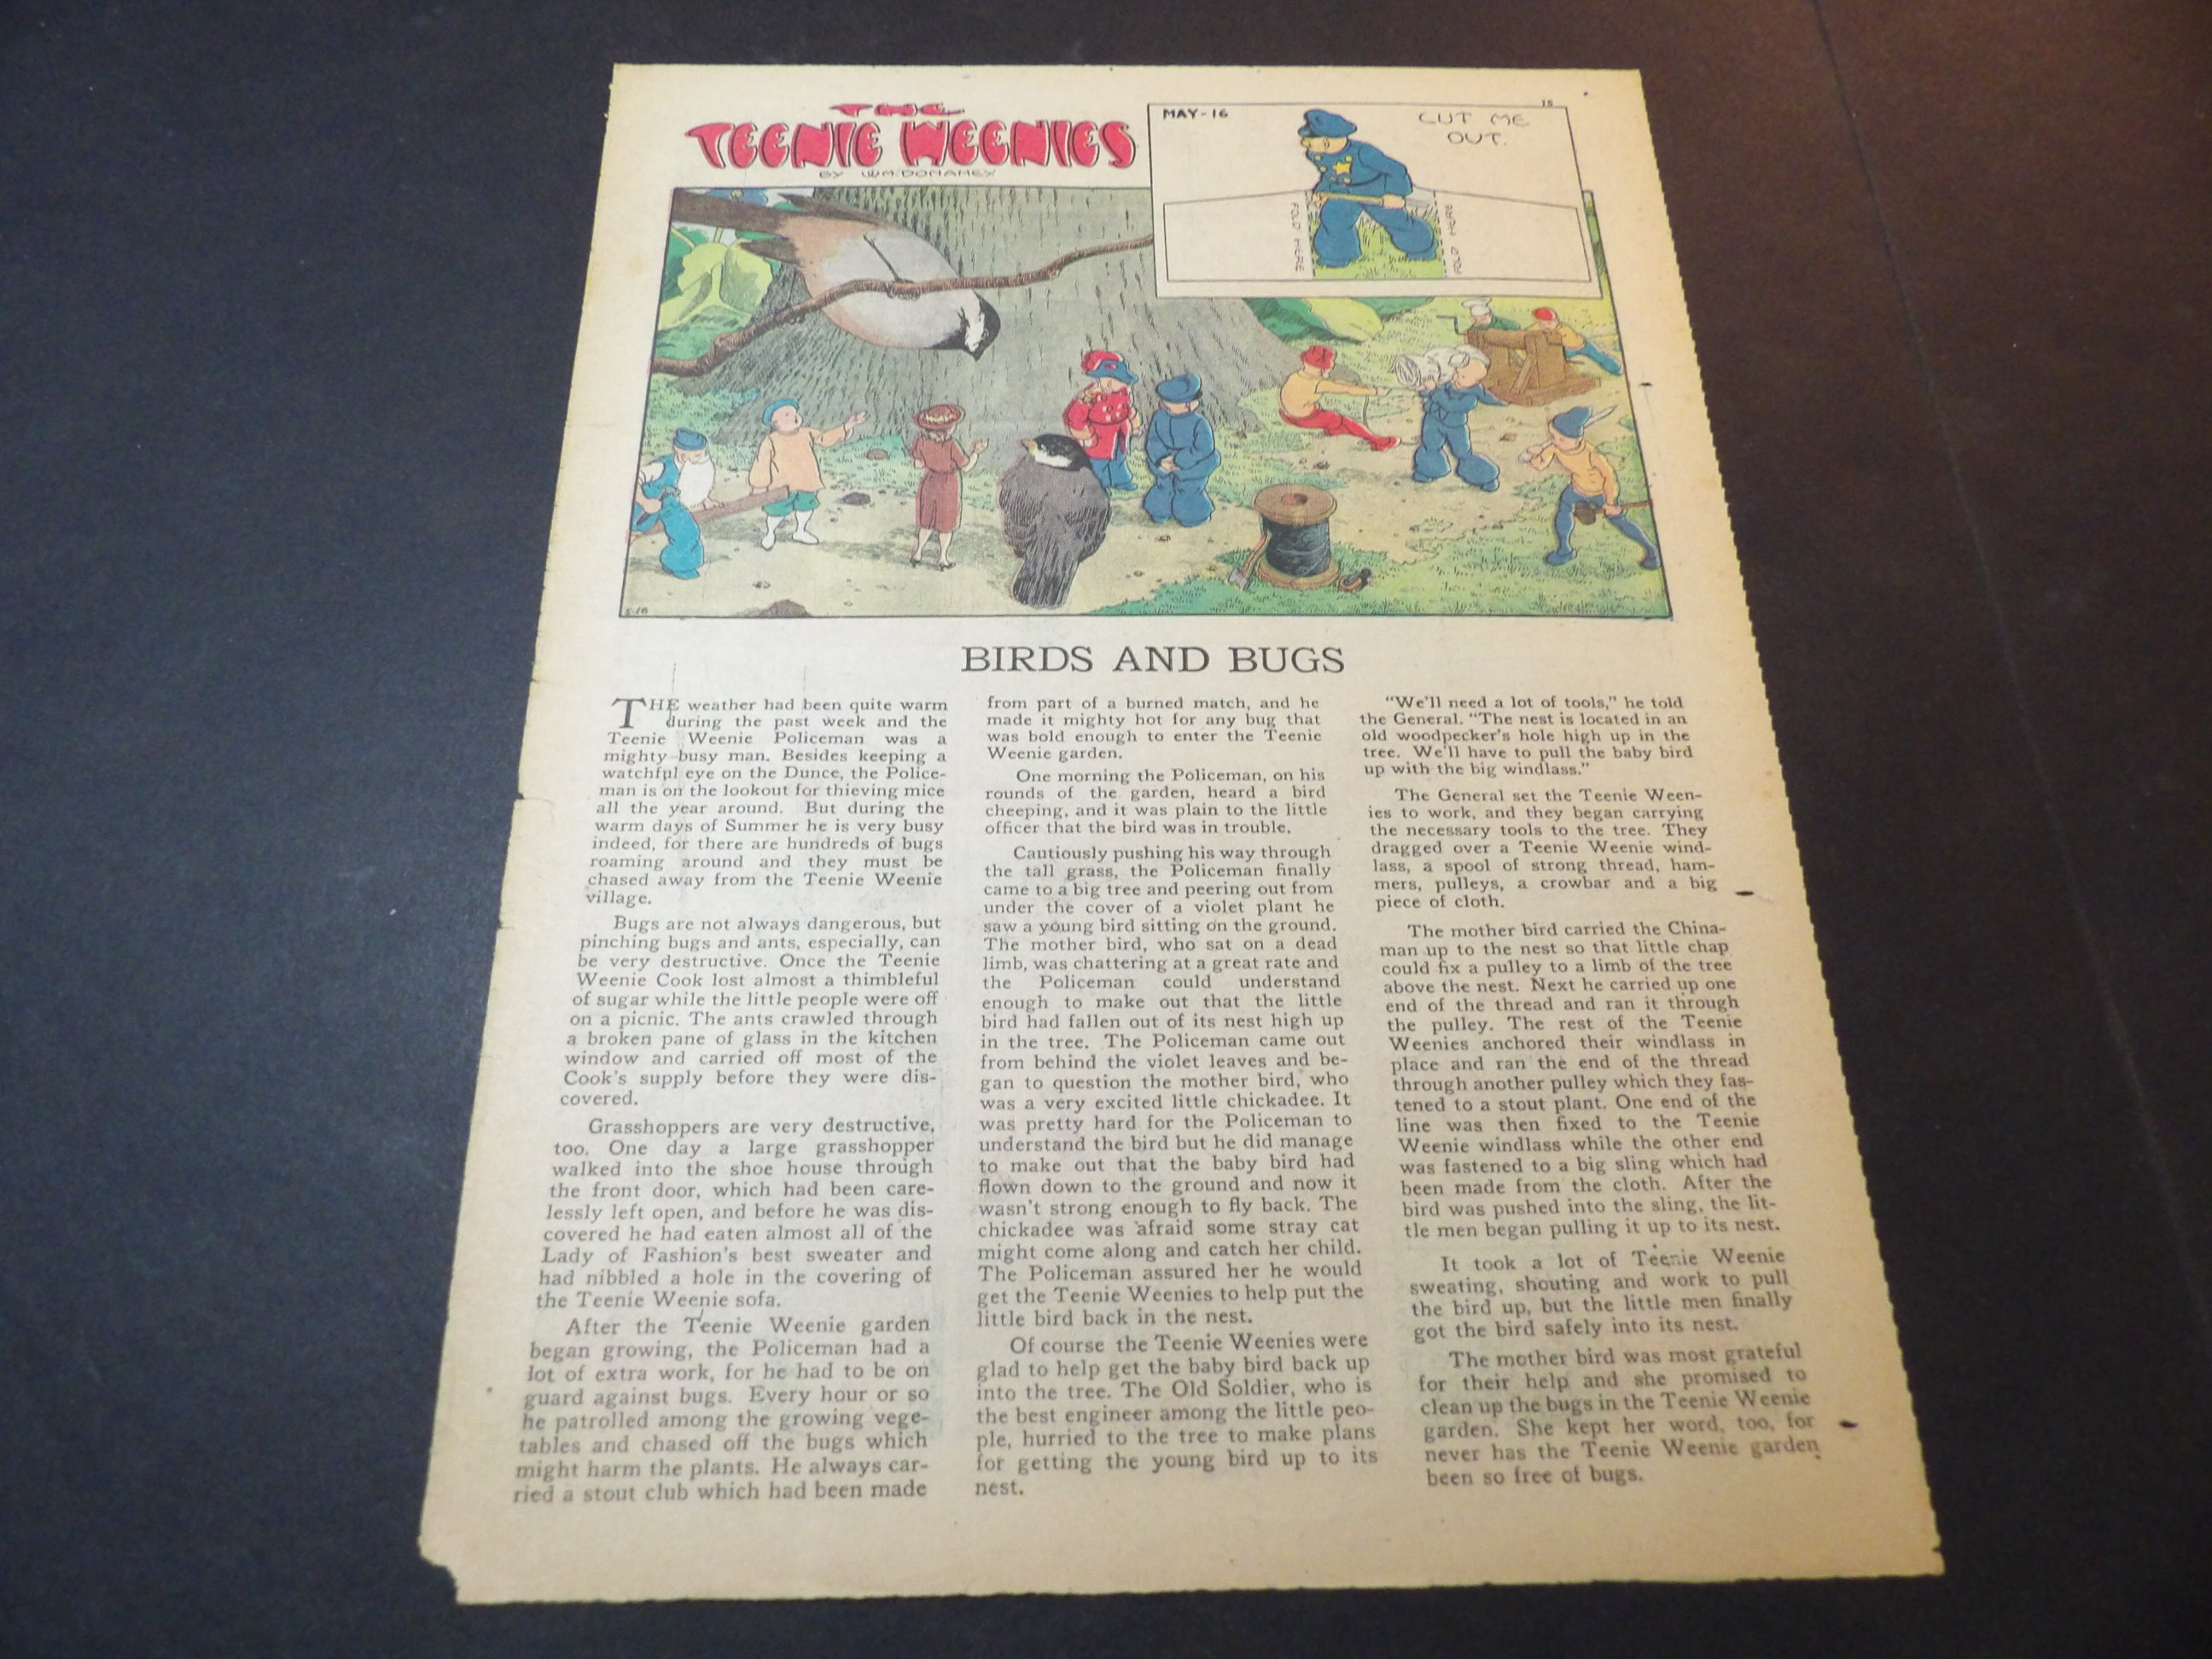 THE
TEENIE WEENIES
BY WM. DONAHEY
15
MAY-16
CUT ME
OUT.
FOLD HERE
FOLD HERE
5-16
BIRDS AND BUGS
THE weather had been quite warm
during the past week and the
Teenie Weenie Policeman was a
mighty busy man. Besides keeping a
watchful eye on the Dunce, the Police-
man is on the lookout for thieving mice
all the year around. But during the
warm days of Summer he is very busy
indeed, for there are hundreds of bugs
roaming around and they must be
chased away from the Teenie Weenie
village.
Bugs are not always dangerous, but
pinching bugs and ants, especially, can
be very destructive. Once the Teenie
Weenie Cook lost almost a thimbleful
of sugar while the little people were off
on a picnic. The ants crawled through
a broken pane of glass in the kitchen
window and carried off most of the
Cook's supply before they were dis-
covered.
Grasshoppers are very destructive,
too. One day a large grasshopper
walked into the shoe house through
the front door, which had been care-
lessly left open, and before he was dis-
covered he had eaten almost all of the
Lady of Fashion's best sweater and
had nibbled a hole in the covering of
the Teenie Weenie sofa.
After the Teenie Weenie garden
began growing, the Policeman had a
lot of extra work, for he had to be on
guard against bugs. Every hour or so
he patrolled among the growing vege-
tables and chased off the bugs which
might harm the plants. He always car-
ried a stout club which had been made
from part of a burned match, and he
made it mighty hot for any bug that
was bold enough to enter the Teenie
Weenie garden.
One morning the Policeman, on his
rounds of the garden, heard a bird
cheeping, and it was plain to the little
officer that the bird was in trouble.
Cautiously pushing his way through
the tall grass, the Policeman finally
came to a big tree and peering out from
under the cover of a violet plant he
saw a young bird sitting on the ground.
The mother bird, who sat on a dead
limb, was chattering at a great rate and
the Policeman could understand
enough to make out that the little
bird had fallen out of its nest high up
in the tree. The Policeman came out
from behind the violet leaves and be-
gan to question the mother bird, who
was a very excited little chickadee. It
was pretty hard for the Policeman to
understand the bird but he did manage
to make out that the baby bird had
flown down to the ground and now it
wasn't strong enough to fly back. The
chickadee was afraid some stray cat
might come along and catch her child.
The Policeman assured her he would
get the Teenie Weenies to help put the
little bird back in the nest.
Of course the Teenie Weenies were
glad to help get the baby bird back up
into the tree. The Old Soldier, who is
the best engineer among the little peo-
ple, hurried to the tree to make plans
for getting the young bird up to its
nest.
"We'll need a lot of tools," he told
the General. "The nest is located in an
old woodpecker's hole high up in the
tree. We'll have to pull the baby bird
up with the big windlass."
The General set the Teenie Ween-
ies to work, and they began carrying
the necessary tools to the tree. They
dragged over a Teenie Weenie wind-
lass, a spool of strong thread, ham-
mers, pulleys, a crowbar and a big
piece of cloth.
The mother bird carried the China-
man up to the nest so that little chap
could fix a pulley to a limb of the tree
above the nest. Next he carried up one
end of the thread and ran it through
the pulley. The rest of the Teenie
Weenies anchored their windlass in
place and ran the end of the thread
through another pulley which they fas-
tened to a stout plant. One end of the
line was then fixed to the Teenie
Weenie windlass while the other end
was fastened to a big sling which had
been made from the cloth. After the
bird was pushed into the sling, the lit-
tle men began pulling it up to its nest.
It took a lot of Teenie Weenie
sweating, shouting and work to pull
the bird up, but the little men finally
got the bird safely into its nest.
The mother bird was most grateful
for their help and she promised to
clean up the bugs in the Teenie Weenie
garden. She kept her word, too, for
never has the Teenie Weenie garden
been so free of bugs.